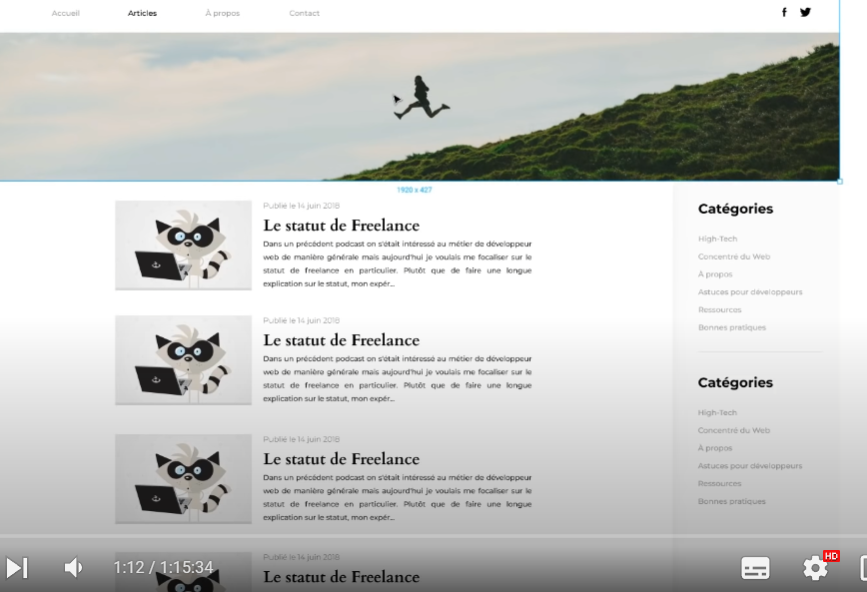 Accueil Articles À propos Contact
1920 x 427
Publié le 14 juin 2018
Le statut de Freelance
Dans un précédent podcast on s'était intéressé au métier de développeur
web de manière générale mais aujourd'hui je voulais me focaliser sur le
statut de freelance en particulier. Plutôt que de faire une longue
explication sur le statut, mon expér...
Publié le 14 juin 2018
Le statut de Freelance
Dans un précédent podcast on s'était intéressé au métier de développeur
web de manière générale mais aujourd'hui je voulais me focaliser sur le
statut de freelance en particulier. Plutôt que de faire une longue
explication sur le statut, mon expér...
Publié le 14 juin 2018
Le statut de Freelance
Dans un précédent podcast on s'était intéressé au métier de développeur
web de manière générale mais aujourd'hui je voulais me focaliser sur le
statut de freelance en particulier. Plutôt que de faire une longue
explication sur le statut, mon expér...
Publié le 14 juin 2018
Le statut de Freelance
Catégories
High-Tech
Concentré du Web
À propos
Astuces pour développeurs
Ressources
Bonnes pratiques
Catégories
High-Tech
Concentré du Web
À propos
Astuces pour développeurs
Ressources
Bonnes pratiques
1:12 / 1:15:34
HD